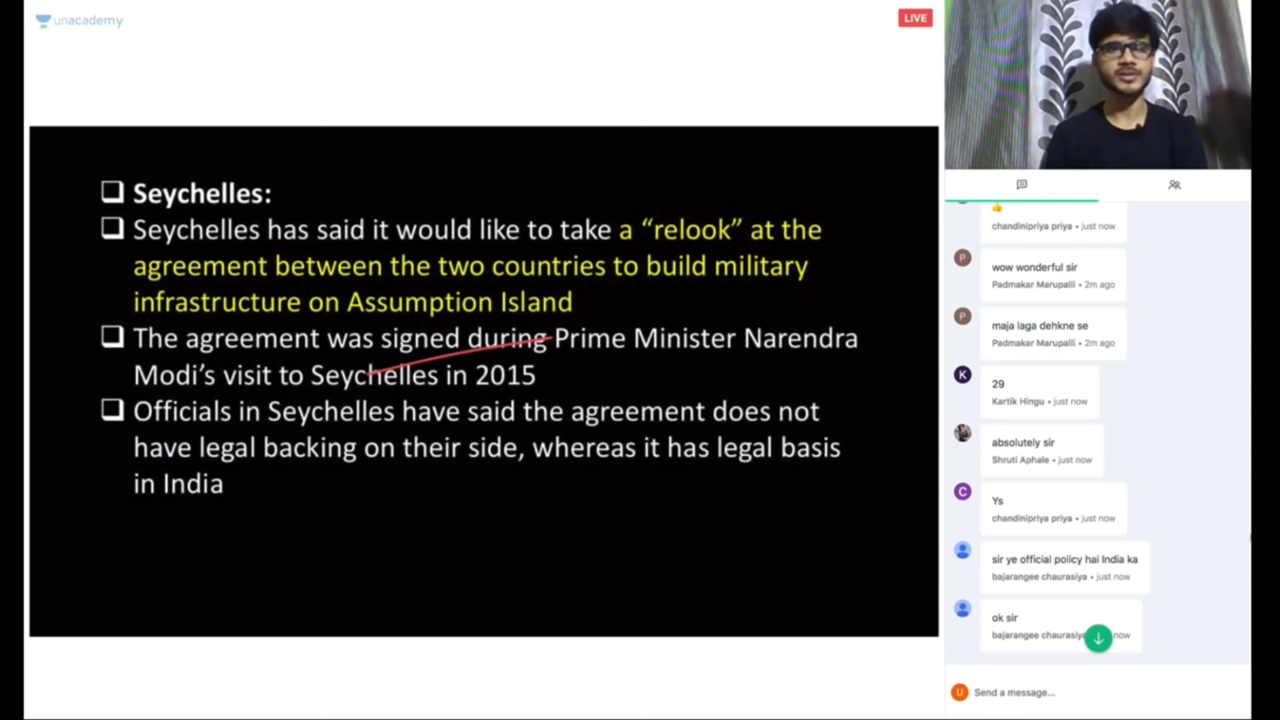 unacademy
LIVE
❑ Seychelles:
❑ Seychelles has said it would like to take a “relook” at the
agreement between the two countries to build military
infrastructure on Assumption Island
❑ The agreement was signed during Prime Minister Narendra
Modi’s visit to Seychelles in 2015
❑ Officials in Seychelles have said the agreement does not
have legal backing on their side, whereas it has legal basis
in India
chandinipriya priya • just now
P
wow wonderful sir
Padmakar Marupalli • 2m ago
P
maja laga dehkne se
Padmakar Marupalli • 2m ago
K
29
Kartik Hingu • just now
absolutely sir
Shruti Aphale • just now
C
Ys
chandinipriya priya • just now
sir ye official policy hai India ka
bajarangee chaurasiya • just now
ok sir
bajarangee chaurasiya now
U
Send a message...